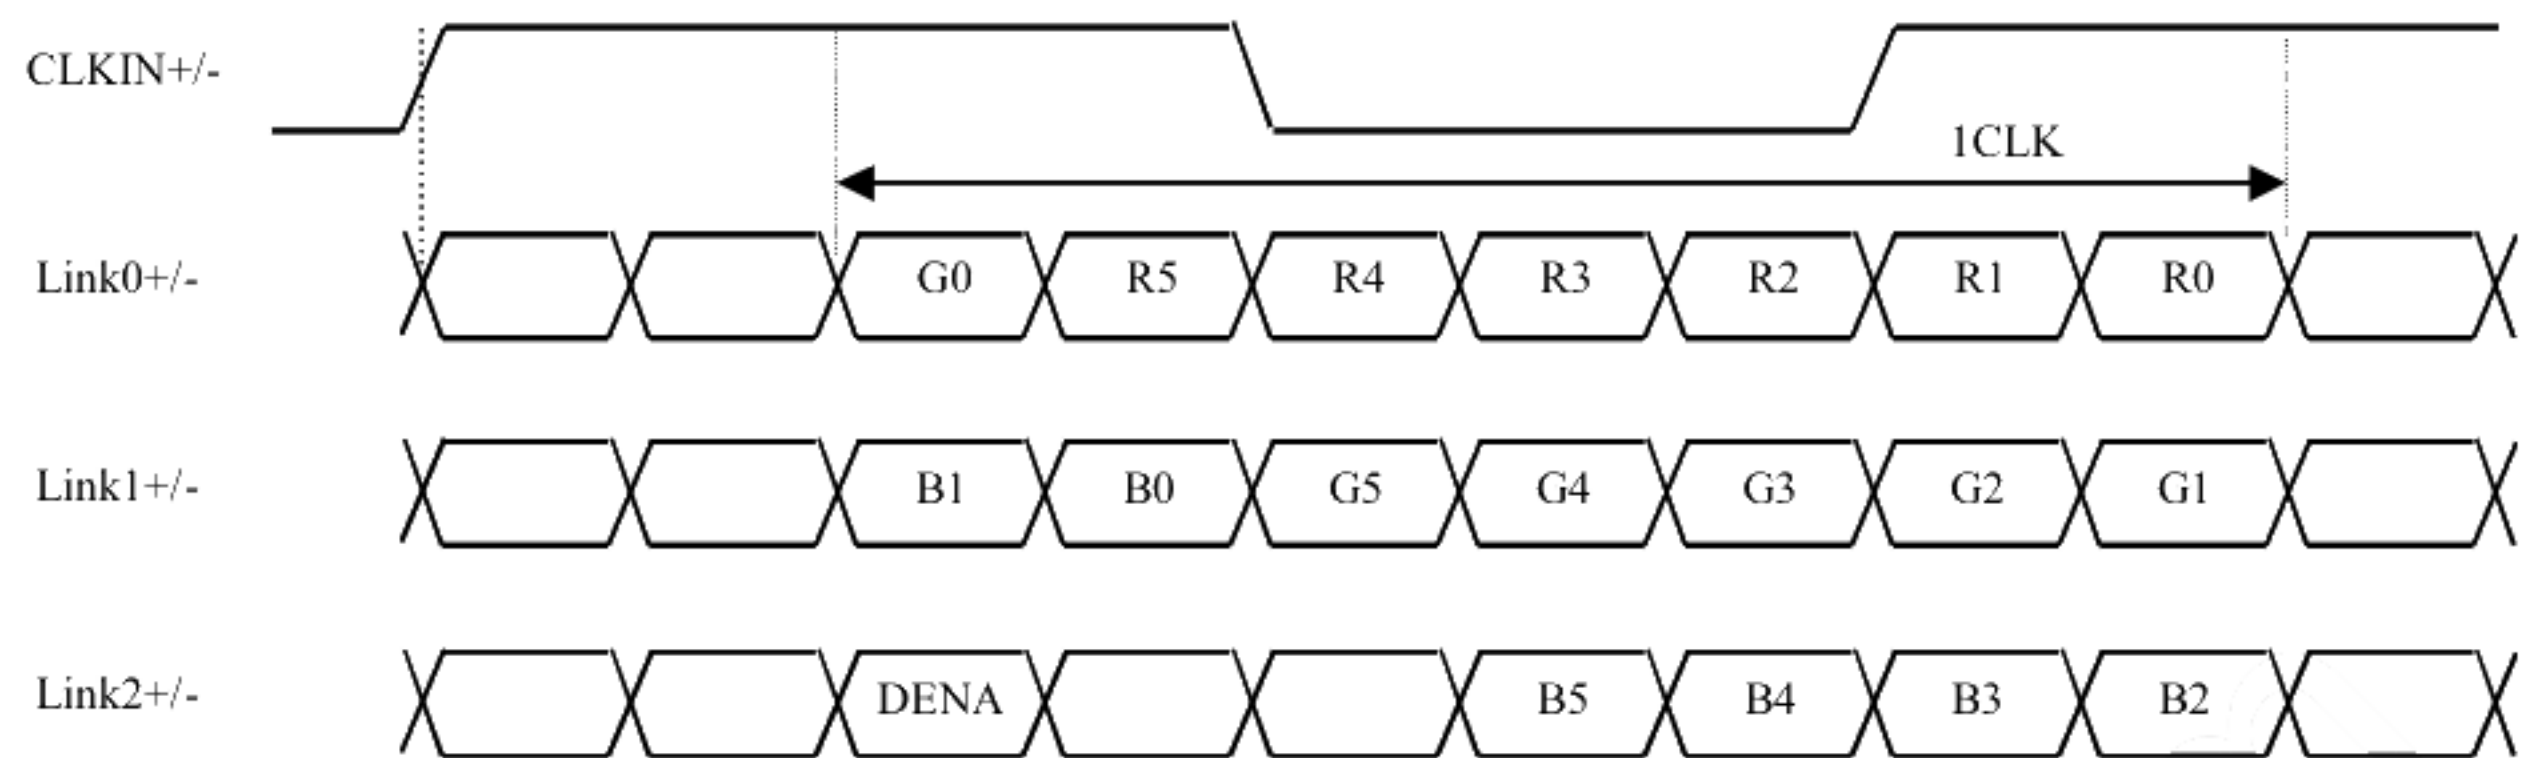 CLKIN+/-
1CLK
Link0+/- G0 R5 R4 R3 R2 R1 R0
Link1+/- B1 B0 G5 G4 G3 G2 G1
Link2+/- DENA B5 B4 B3 B2